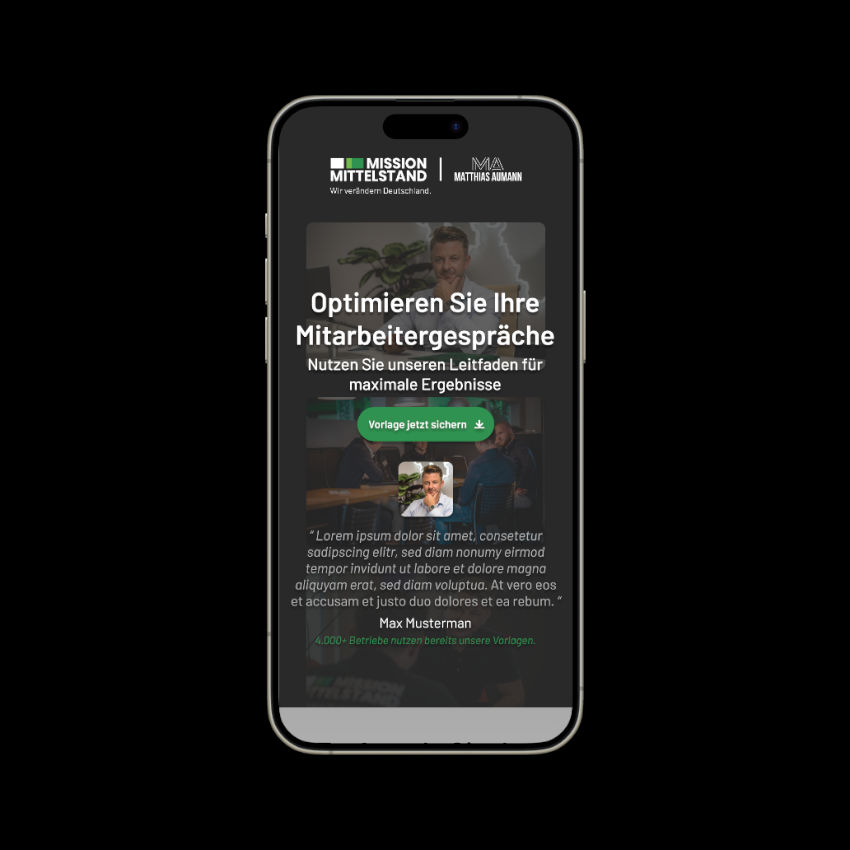 MISSION
MITTELSTAND
Wir verändern Deutschland.
MA
MATTHIAS AUMANN
Optimieren Sie Ihre
Mitarbeitergespräche
Nutzen Sie unseren Leitfaden für
maximale Ergebnisse
Vorlage jetzt sichern
“ Lorem ipsum dolor sit amet, consetetur
sadipscing elitr, sed diam nonumy eirmod
tempor invidunt ut labore et dolore magna
aliquyam erat, sed diam voluptua. At vero eos
et accusam et justo duo dolores et ea rebum. “
Max Musterman
4.000+ Betriebe nutzen bereits unsere Vorlagen.
MISSION
MITTELSTAND